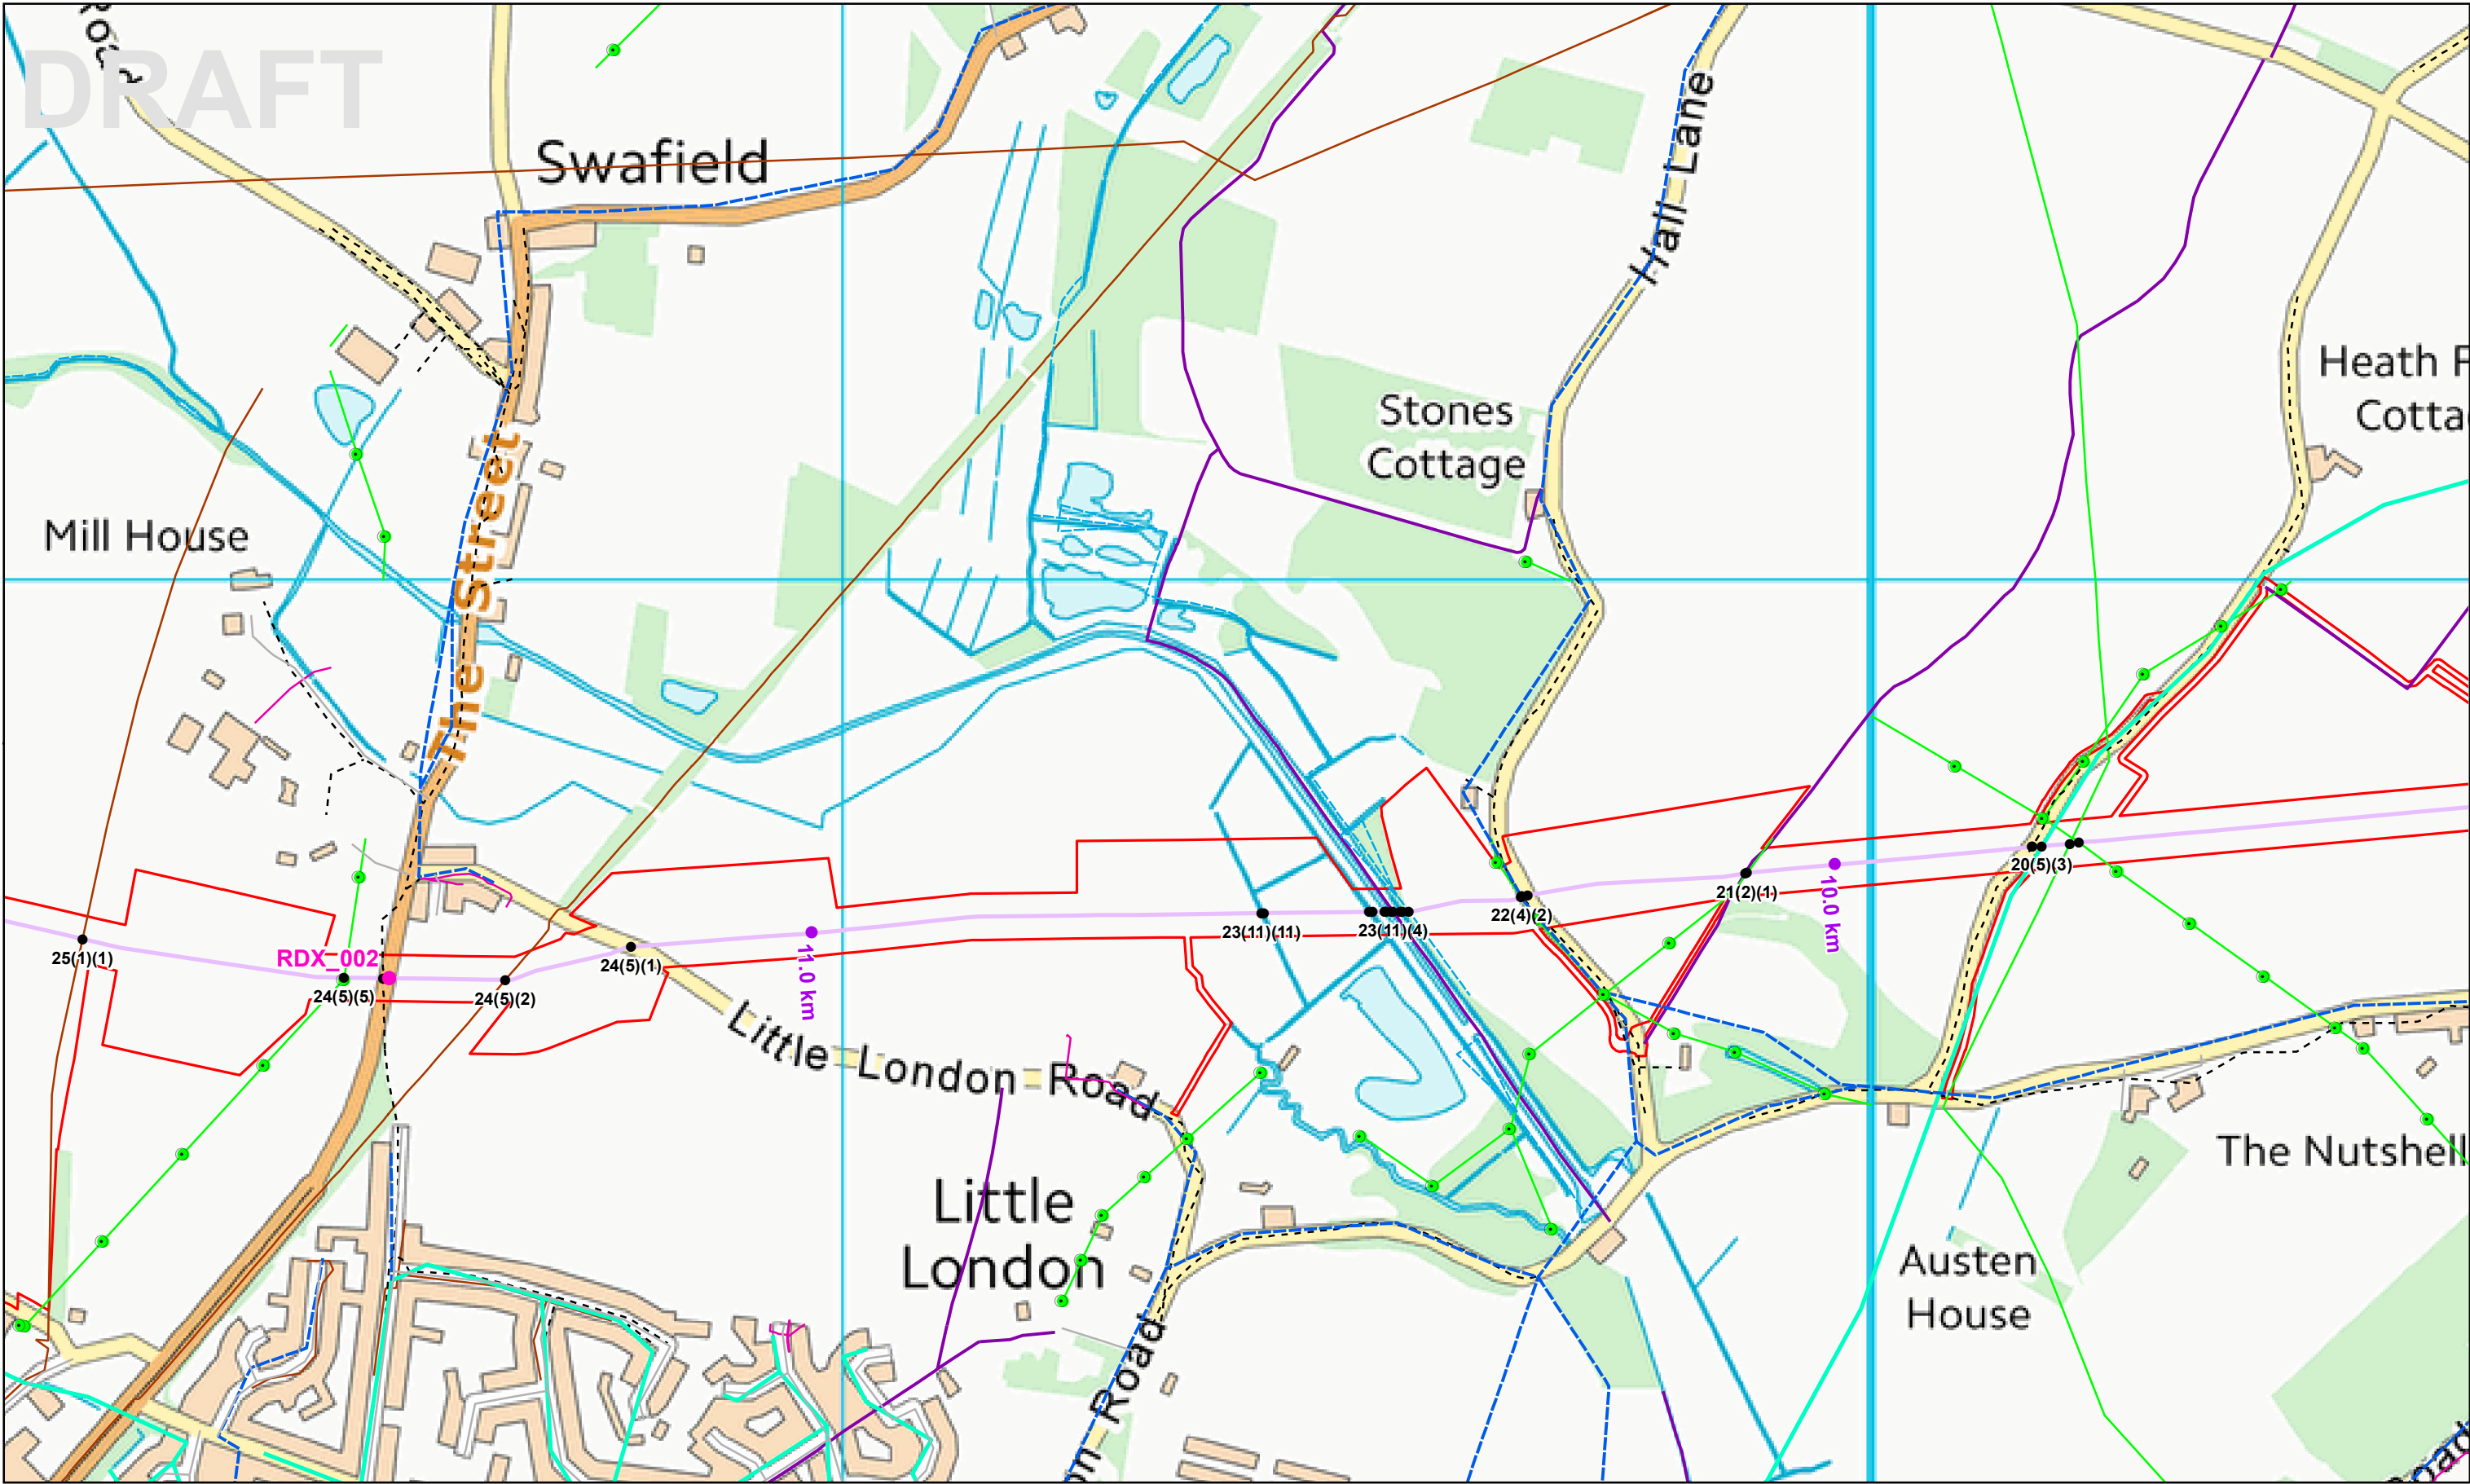 DRAFT
Swafield
Hall Lane
Stones
Cottage
Heath
Mill House
The Street
25(1)(1)
RDX_002
24(5)(5)
24(5)(2)
24(5)(1)
11.0 km
23(11)(11)
23(11)(4)
22(4)(2)
21(2)(1)
10.0 km
20(5)(3)
Little London Road
Little
London
The Nutshell
Austen
House
Road